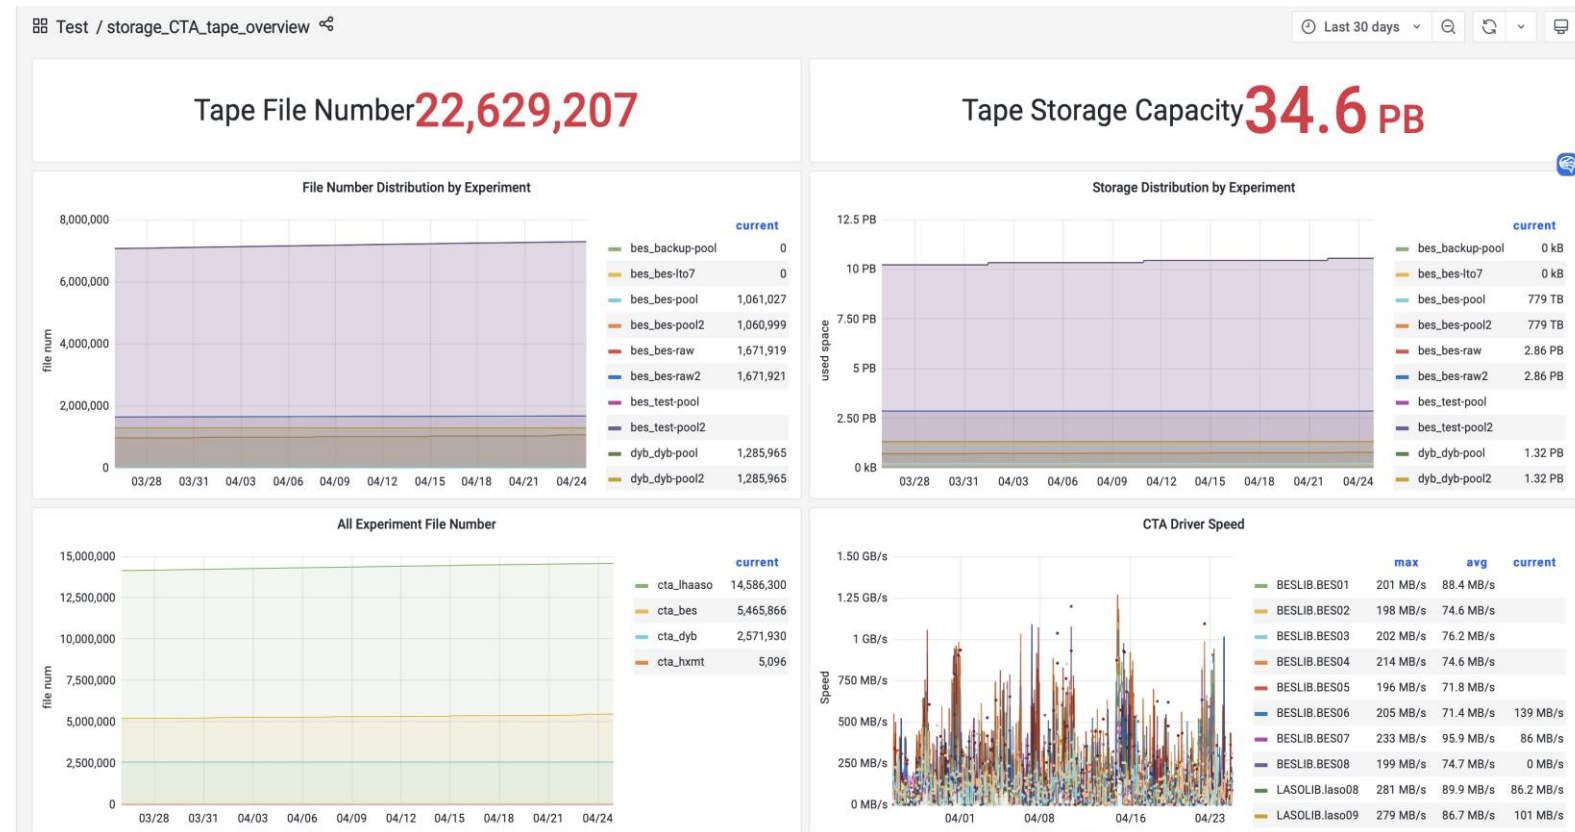 Test / storage_CTA_tape_overview
Last 30 days
Tape File Number22,629,207
Tape Storage Capacity34.6 PB
File Number Distribution by Experiment
8,000,000
6,000,000
4,000,000
2,000,000
0
file num
03/28 03/31 04/03 04/06 04/09 04/12 04/15 04/18 04/21 04/24
current
bes_backup-pool 0
bes_bes-lto7 0
bes_bes-pool 1,061,027
bes_bes-pool2 1,060,999
bes_bes-raw 1,671,919
bes_bes-raw2 1,671,921
bes_test-pool
bes_test-pool2
dyb_dyb-pool 1,285,965
dyb_dyb-pool2 1,285,965
Storage Distribution by Experiment
12.5 PB
10 PB
7.50 PB
5 PB
2.50 PB
0 kB
used space
03/28 03/31 04/03 04/06 04/09 04/12 04/15 04/18 04/21 04/24
current
bes_backup-pool 0 kB
bes_bes-lto7 0 kB
bes_bes-pool 779 TB
bes_bes-pool2 779 TB
bes_bes-raw 2.86 PB
bes_bes-raw2 2.86 PB
bes_test-pool
bes_test-pool2
dyb_dyb-pool 1.32 PB
dyb_dyb-pool2 1.32 PB
All Experiment File Number
15,000,000
12,500,000
10,000,000
7,500,000
5,000,000
2,500,000
0
file num
03/28 03/31 04/03 04/06 04/09 04/12 04/15 04/18 04/21 04/24
current
cta_lhaaso 14,586,300
cta_bes 5,465,866
cta_dyb 2,571,930
cta_hxmt 5,096
CTA Driver Speed
1.50 GB/s
1.25 GB/s
1 GB/s
750 MB/s
500 MB/s
250 MB/s
0 MB/s
Speed
04/01 04/08 04/16 04/23
max avg current
BESLIB.BES01 201 MB/s 88.4 MB/s
BESLIB.BES02 198 MB/s 74.6 MB/s
BESLIB.BES03 202 MB/s 76.2 MB/s
BESLIB.BES04 214 MB/s 74.6 MB/s
BESLIB.BES05 196 MB/s 71.8 MB/s
BESLIB.BES06 205 MB/s 71.4 MB/s 139 MB/s
BESLIB.BES07 233 MB/s 95.9 MB/s 86 MB/s
BESLIB.BES08 199 MB/s 74.7 MB/s 0 MB/s
LASOLIB.laso08 281 MB/s 89.9 MB/s 86.2 MB/s
LASOLIB.laso09 279 MB/s 86.7 MB/s 101 MB/s